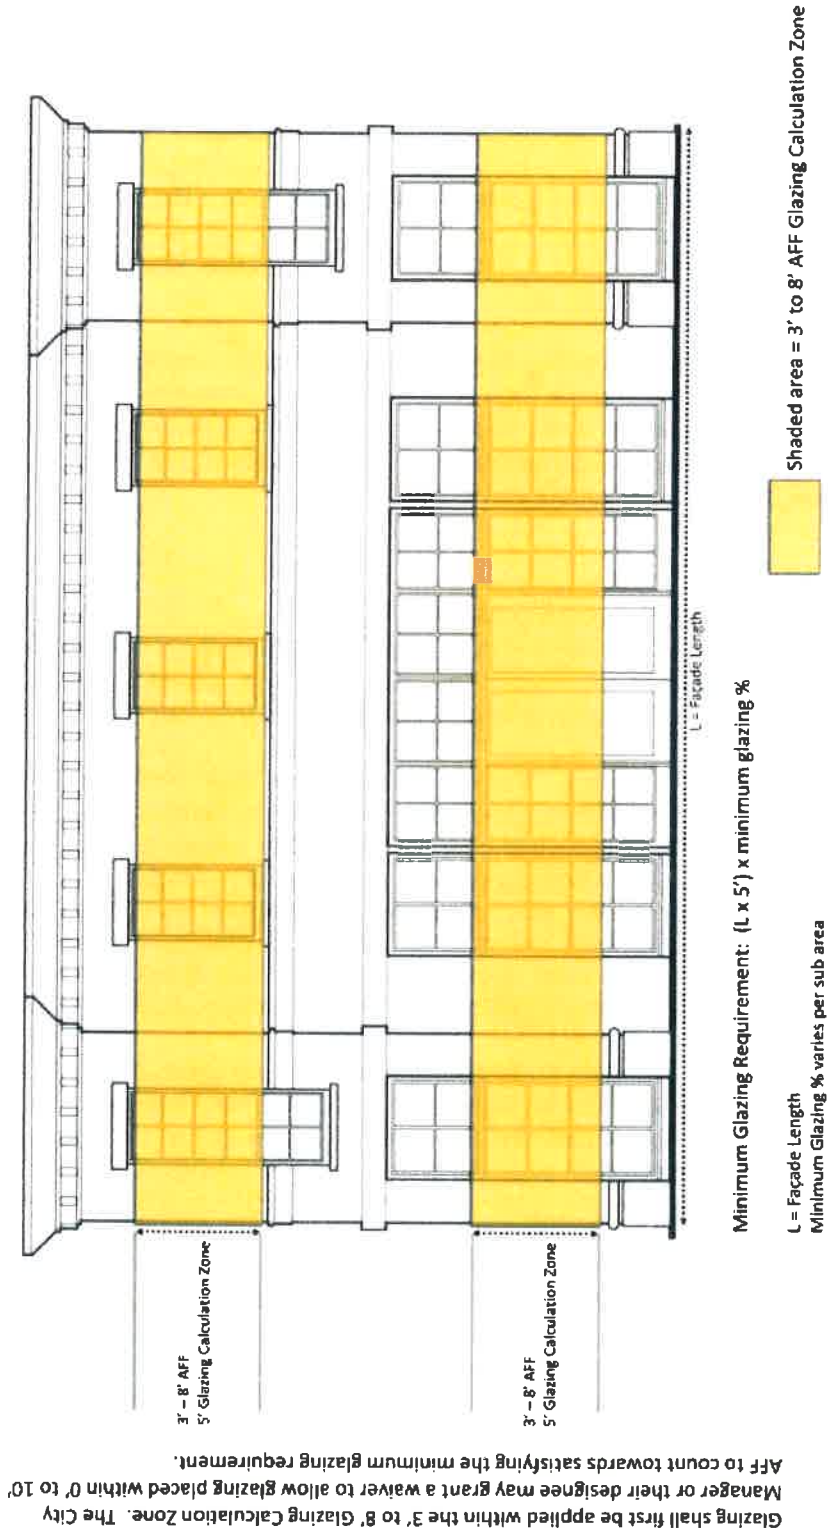 Glazing shall first be applied within the 3’ to 8’ Glazing Calculation Zone. The City
Manager or their designee may grant a waiver to allow glazing placed within 0’ to 10’
AFF to count towards satisfying the minimum glazing requirement.
3’ – 8’ AFF
5’ Glazing Calculation Zone
3’ – 8’ AFF
5’ Glazing Calculation Zone
L = Façade Length
Minimum Glazing Requirement: (L x 5’) x minimum glazing %
L = Façade Length
Minimum Glazing % varies per sub area
Shaded area = 3’ to 8’ AFF Glazing Calculation Zone